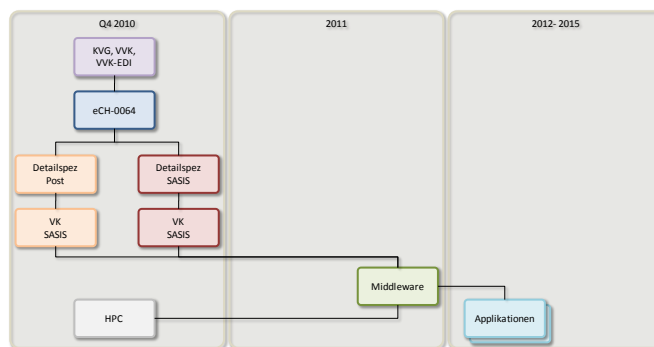 Q4 2010
2011
2012- 2015
KVG, VVK,
VVK-EDI
eCH-0064
Detailspez
Post
Detailspez
SASIS
VK
SASIS
VK
SASIS
Middleware
HPC
Applikationen